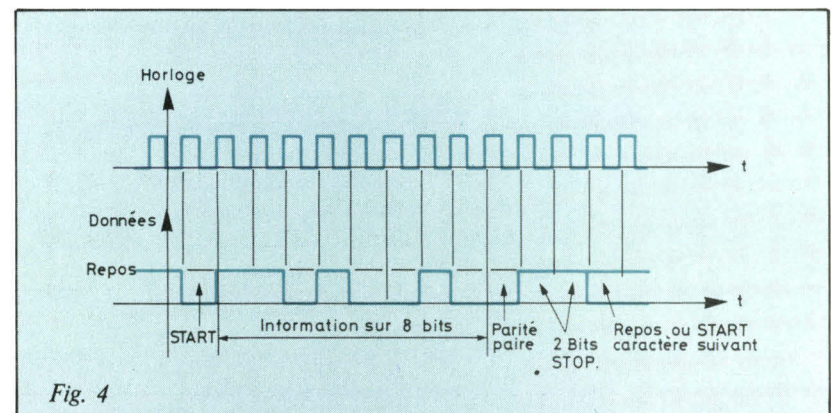 Horloge
t
Données
Repos
t
START
Information sur 8 bits
Parité
paire
2 Bits
STOP.
Repos ou START
caractère suivant
Fig. 4